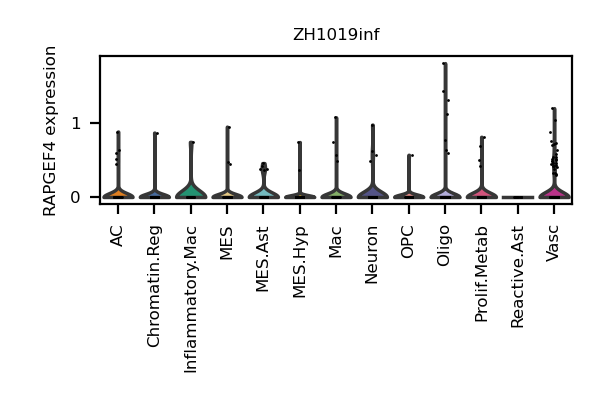 ZH1019inf
RAPGEF4 expression
1
0
AC
Chromatin.Reg
Inflammatory.Mac
MES
MES.Ast
MES.Hyp
Mac
Neuron
OPC
Oligo
Prolif.Metab
Reactive.Ast
Vasc